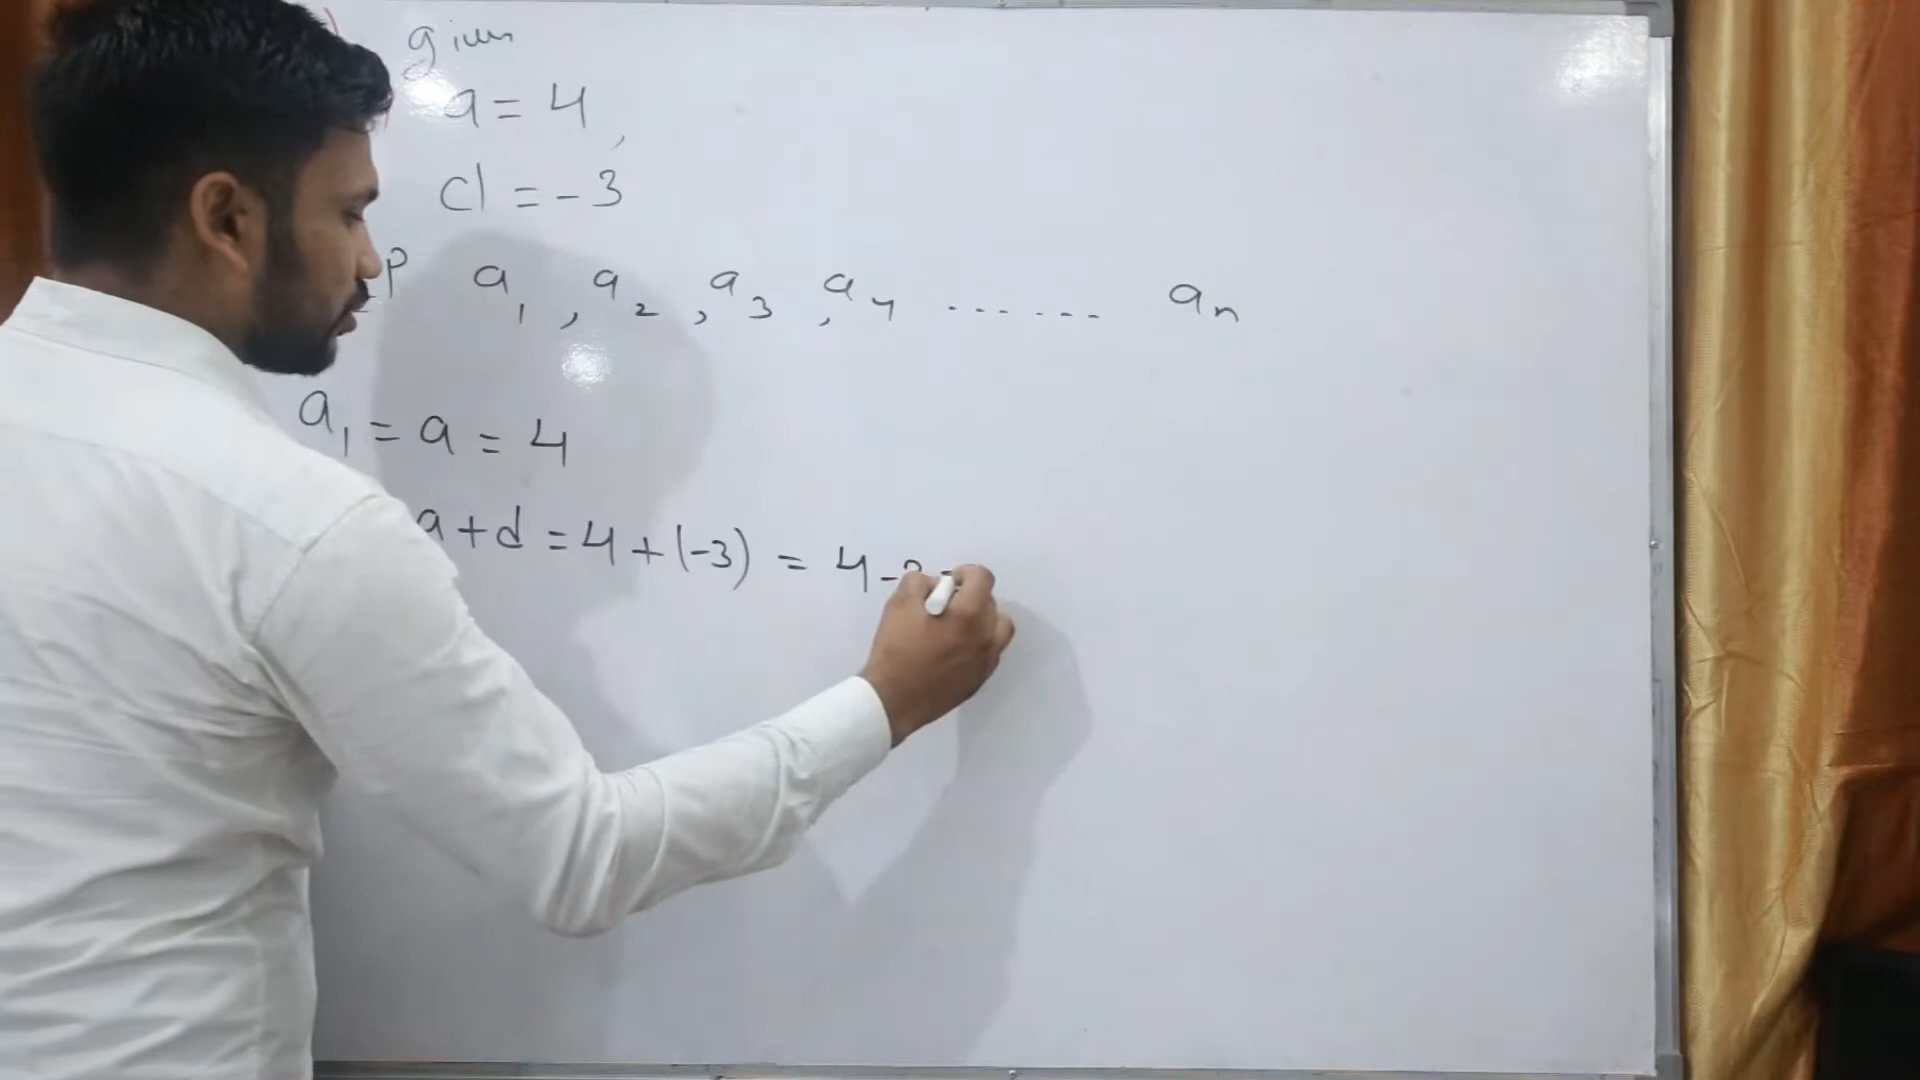 given
a = 4,
d = -3
P a1, a2, a3, a4 ...... an
a1 = a = 4
a + d = 4 + (-3) = 4 -